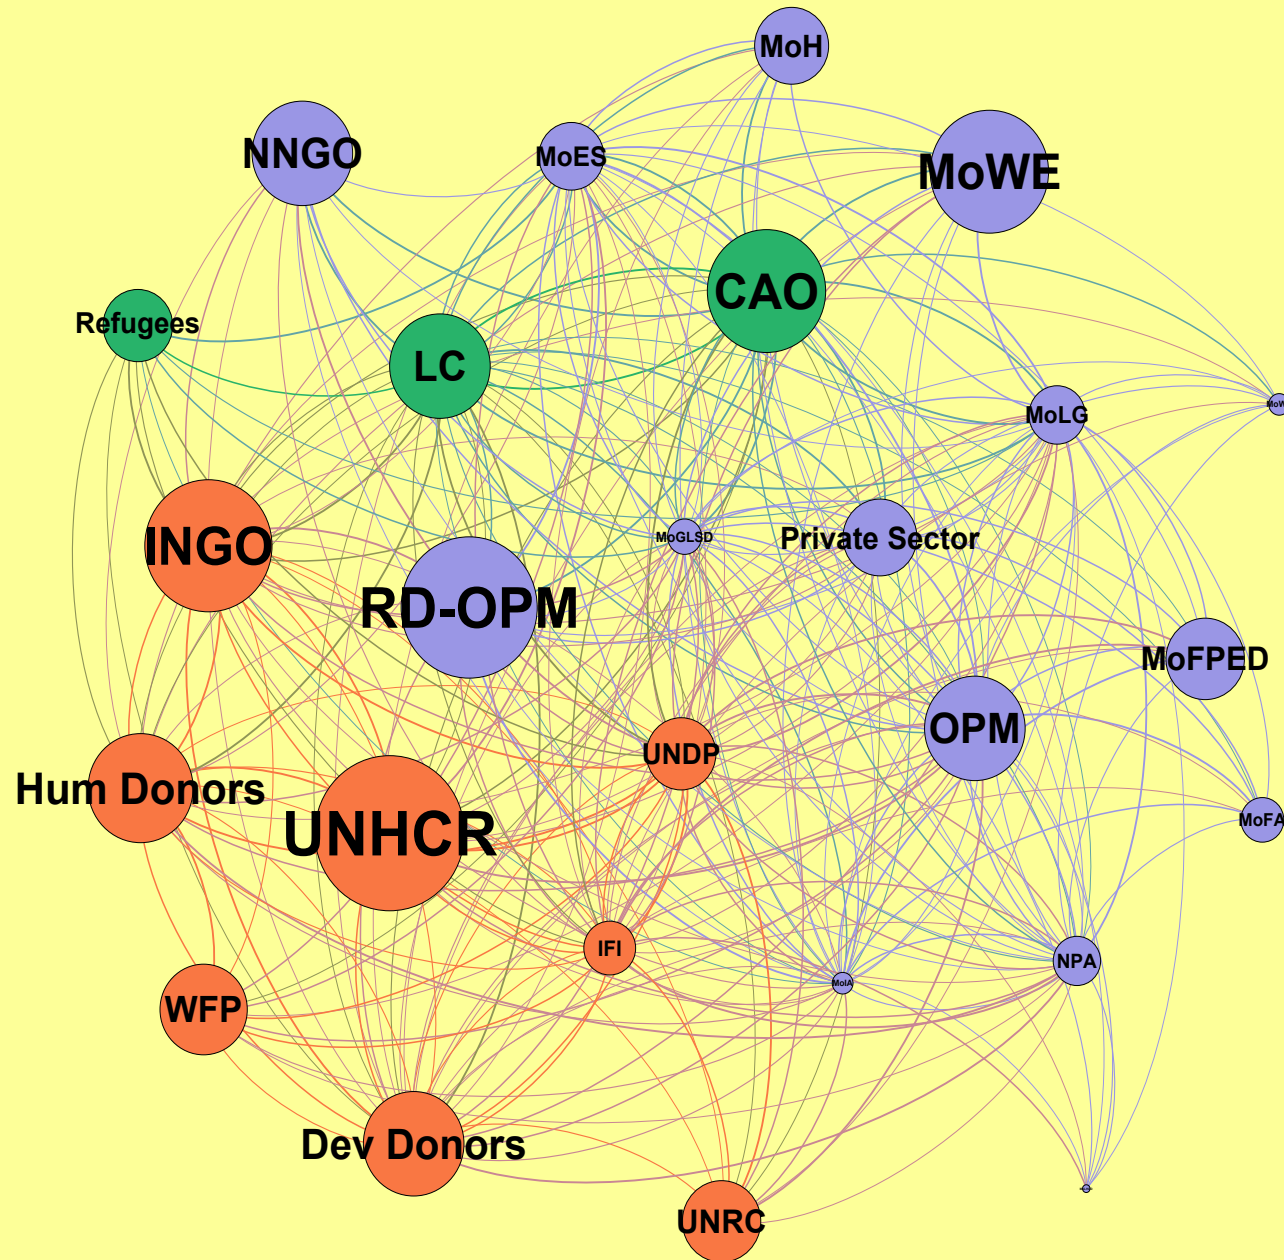 MoH
NNGO
MoES
MoWE
CAO
Refugees
LC
MoLG
INGO
MoGLSD
Private Sector
RD-OPM
MoFPED
OPM
UNDP
Hum Donors
UNHCR
MoFA
IFI
NPA
MoIA
WFP
Dev Donors
UNRC